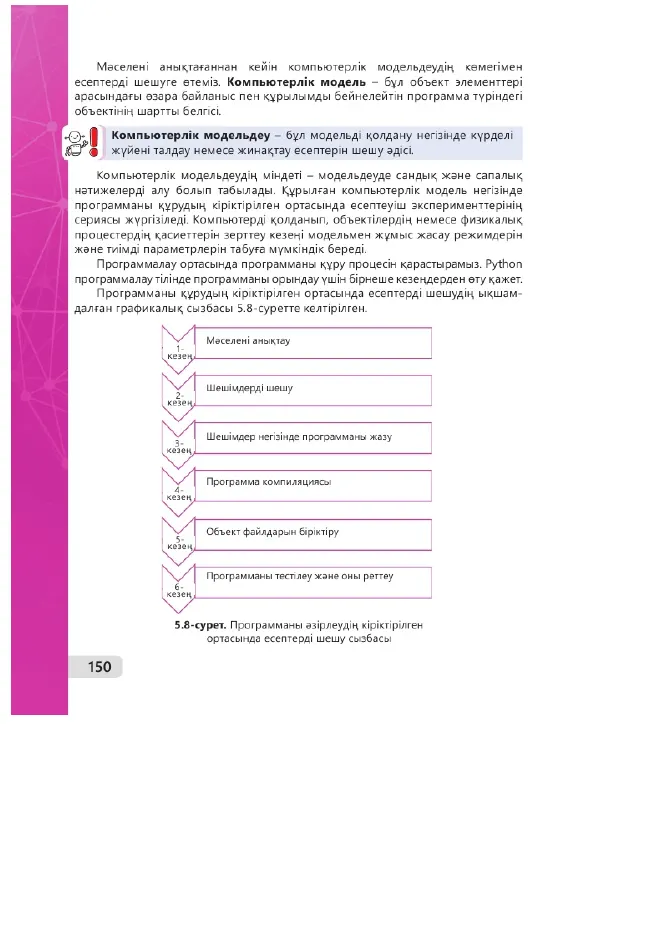 Мәселені анықтағаннан кейін компьютерлік модельдеудің көмегімен
есептерді шешуге өтеміз. Компьютерлік модель – бұл объект элементтері
арасындағы өзара байланыс пен құрылымды бейнелейтін программа түріндегі
объектінің шартты белгісі.
Компьютерлік модельдеу – бұл модельді қолдану негізінде күрделі
жүйені талдау немесе жинақтау есептерін шешу әдісі.
Компьютерлік модельдеудің міндеті – модельдеуде сандық және сапалық
нәтижелерді алу болып табылады. Құрылған компьютерлік модель негізінде
программаны құрудың кіріктірілген ортасында есептеуіш эксперименттерінің
сериясы жүргізіледі. Компьютерді қолданып, объектілердің немесе физикалық
процестердің қасиеттерін зерттеу кезеңі модельмен жұмыс жасау режимдерін
және тиімді параметрлерін табуға мүмкіндік береді.
Программалау ортасында программаны құру процесін қарастырамыз. Python
программалау тілінде программаны орындау үшін бірнеше кезеңдерден өту қажет.
Программаны құрудың кіріктірілген ортасында есептерді шешудің ықшам-
далған графикалық сызбасы 5.8-суретте келтірілген.
1-
кезең
Мәселені анықтау
2-
кезең
Шешімдерді шешу
3-
кезең
Шешімдер негізінде программаны жазу
4-
кезең
Программа компиляциясы
5-
кезең
Объект файлдарын біріктіру
6-
кезең
Программаны тестілеу және оны реттеу
5.8-сурет. Программаны әзірлеудің кіріктірілген
ортасында есептерді шешу сызбасы
150